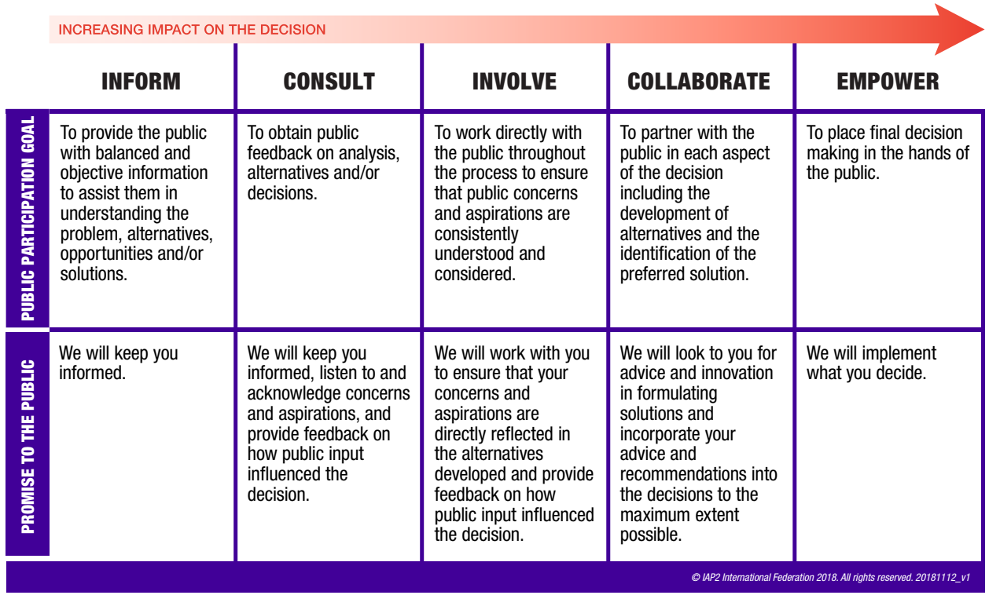 INCREASING IMPACT ON THE DECISION
INFORM
CONSULT
INVOLVE
COLLABORATE
EMPOWER
PUBLIC PARTICIPATION GOAL
To provide the public
with balanced and
objective information
to assist them in
understanding the
problem, alternatives,
opportunities and/or
solutions.
To obtain public
feedback on analysis,
alternatives and/or
decisions.
To work directly with
the public throughout
the process to ensure
that public concerns
and aspirations are
consistently
understood and
considered.
To partner with the
public in each aspect
of the decision
including the
development of
alternatives and the
identification of the
preferred solution.
To place final decision
making in the hands of
the public.
PROMISE TO THE PUBLIC
We will keep you
informed.
We will keep you
informed, listen to and
acknowledge concerns
and aspirations, and
provide feedback on
how public input
influenced the
decision.
We will work with you
to ensure that your
concerns and
aspirations are
directly reflected in
the alternatives
developed and provide
feedback on how
public input influenced
the decision.
We will look to you for
advice and innovation
in formulating
solutions and
incorporate your
advice and
recommendations into
the decisions to the
maximum extent
possible.
We will implement
what you decide.
© IAP2 International Federation 2018. All rights reserved. 20181112_v1